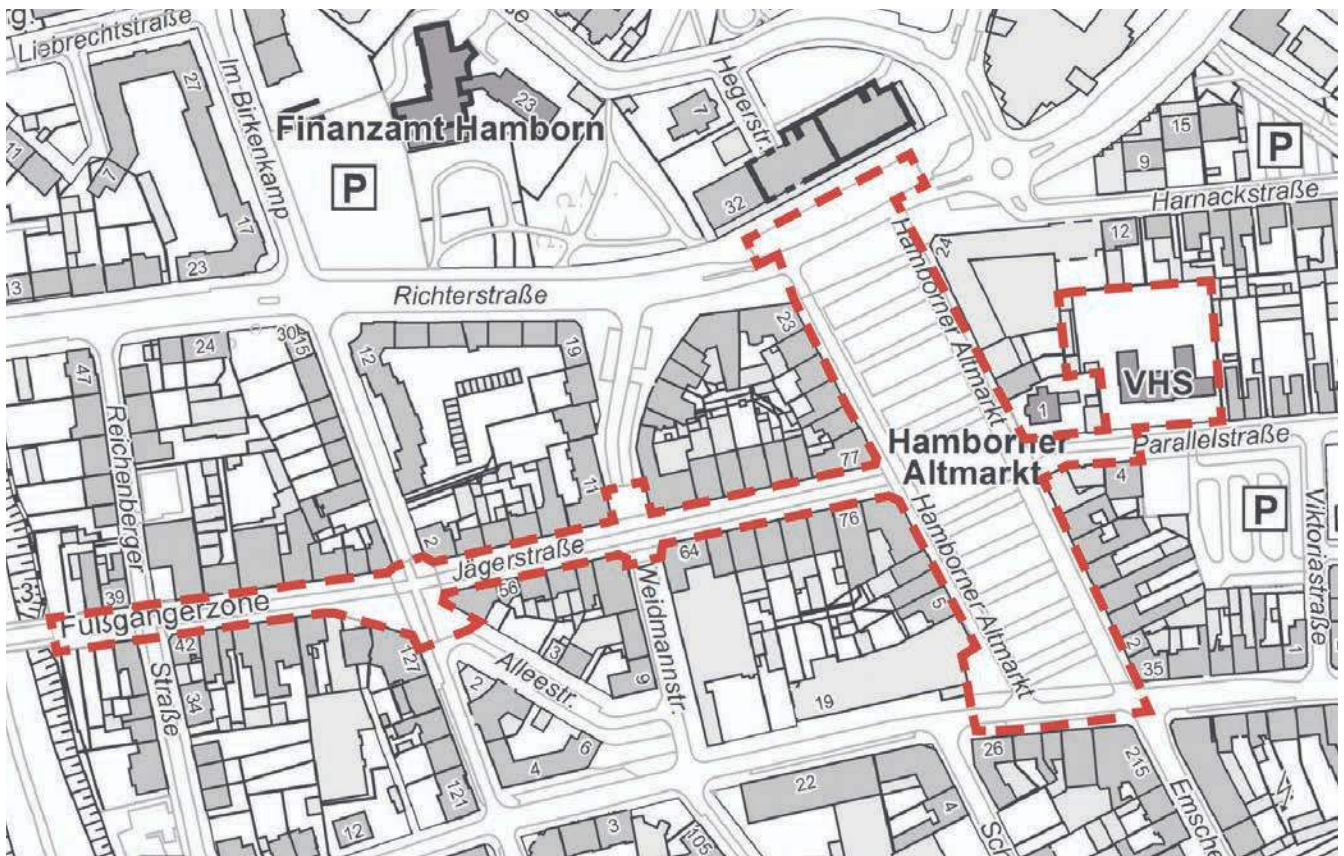 Liebrechtstraße
27
Im Birkenkamp
11
7
17
23
13
Finanzamt Hamborn
23
P
Hegerstr.
7
32
15
9
P
Harnackstraße
12
24
Richterstraße
Hamborner Altmarkt
23
VHS
1
Parallelstraße
Hamborner
Altmarkt
4
P
Viktoriastraße
47
24
30
15
12
19
Reichenberger
Straße
11
77
2
Jägerstraße
76
64
56
Hamborner Altmarkt
5
39
3
Fußgängerzone
42
127
34
Weidmannstr.
Alleestr.
3
9
2
6
4
19
2
35
1
26
215
22
4
121
12
3
105